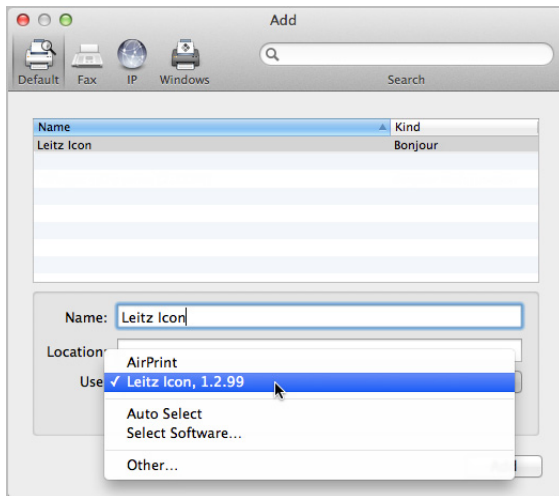 Add
Default Fax IP Windows Search
Name Kind
Leitz Icon Bonjour
Name: Leitz Icon
Location:
AirPrint
Use ✓ Leitz Icon, 1.2.99
Auto Select
Select Software...
Other...